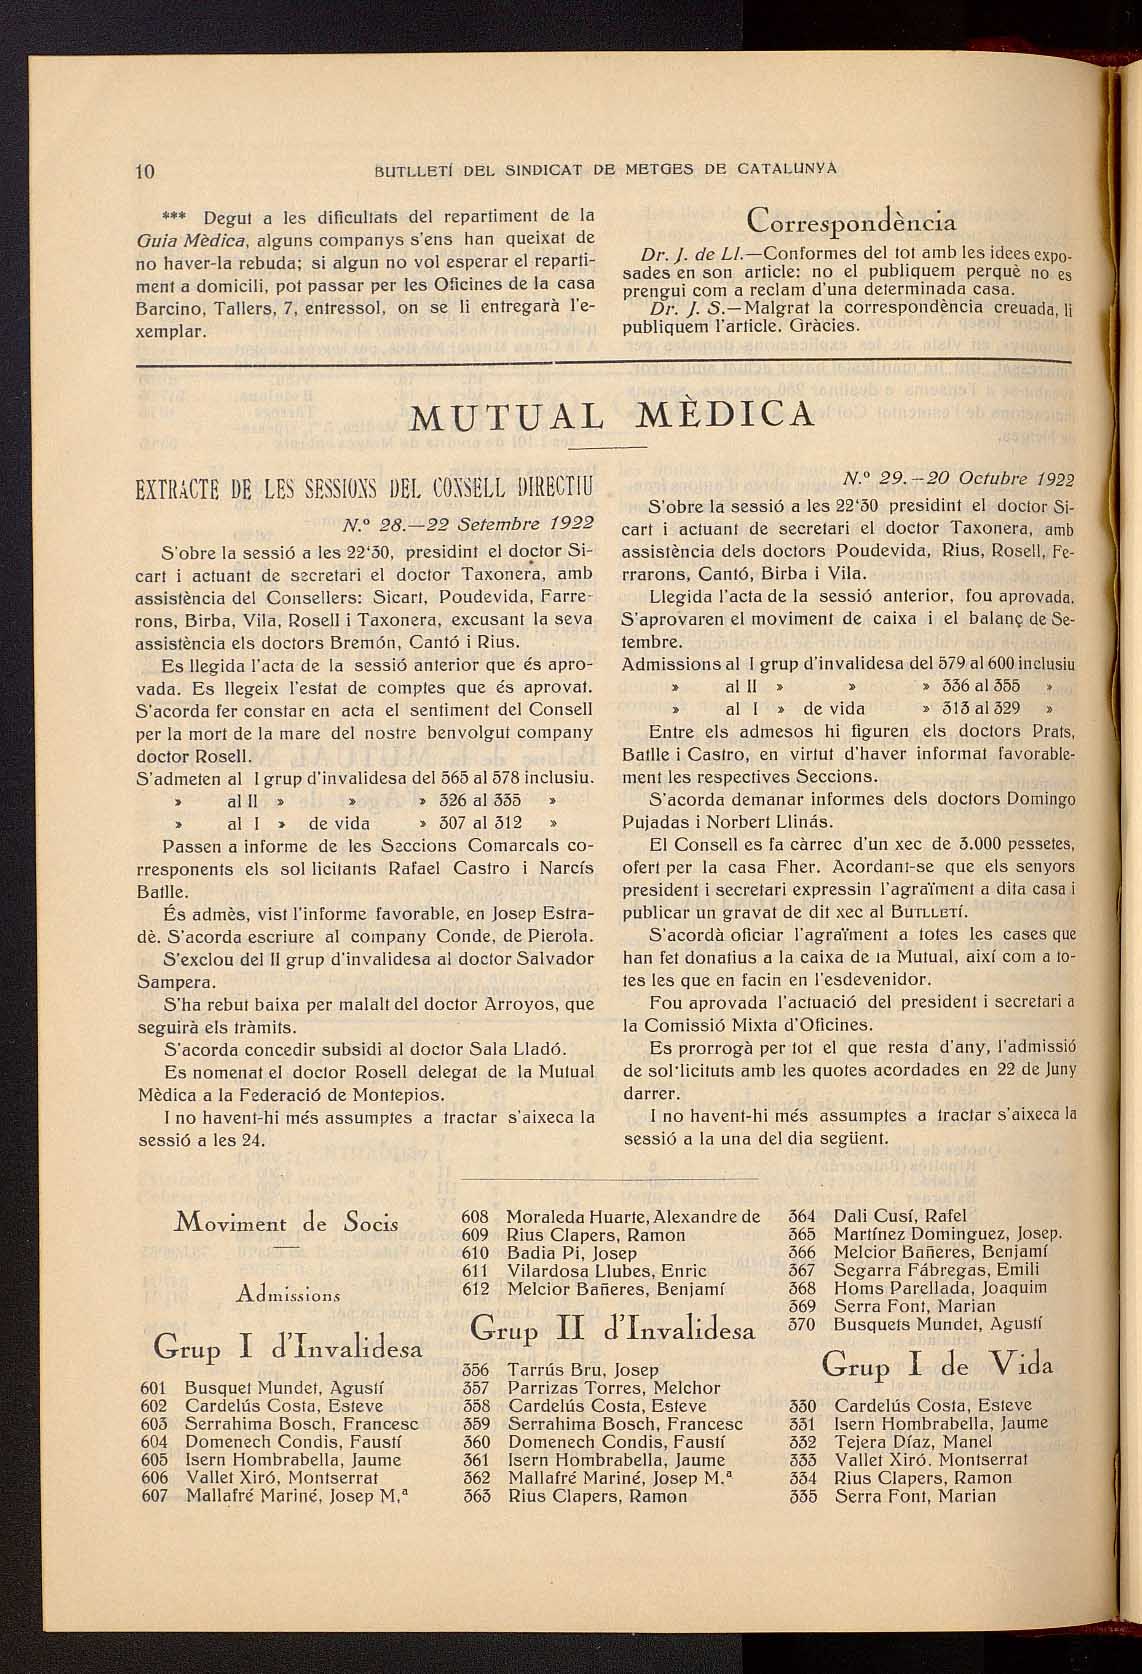 10
BUTLLETÍ DEL SINDICAT DE METGES DE CATALUNYA
*** Degut a les dificultats del repartiment de la
Guia Mèdica, alguns companys s'ens han queixat de
no haver-la rebuda; si algun no vol esperar el reparti-
ment a domicili, pot passar per les Oficines de la casa
Barcino, Tallers, 7, entressol, on se li entregarà l'e-
xemplar.
Correspondència
Dr. J. de Ll.—Conformes del tot amb les idees expo-
sades en son article: no el publiquem perquè no es
prengui com a reclam d'una determinada casa.
Dr. J. S.—Malgrat la correspondència creuada, li
publiquem l'article. Gràcies.
MUTUAL MÈDICA
EXTRACTE DE LES SESSIONS DEL CONSELL DIRECTIU
N.º 28.—22 Setembre 1922
S'obre la sessió a les 22'30, presidint el doctor Si-
cart i actuant de secretari el doctor Taxonera, amb
assistència del Consellers: Sicart, Poudevida, Farre-
rons, Birba, Vila, Rosell i Taxonera, excusant la seva
assistència els doctors Bremón, Cantó i Rius.
Es llegida l'acta de la sessió anterior que és apro-
vada. Es llegeix l'estat de comptes que és aprovat.
S'acorda fer constar en acta el sentiment del Consell
per la mort de la mare del nostre benvolgut company
doctor Rosell.
S'admeten al I grup d'invalidesa del 565 al 578 inclusiu.
» al II » » » 326 al 335 »
» al I » de vida » 307 al 312 »
Passen a informe de les Seccions Comarcals co-
rresponents els sol licitants Rafael Castro i Narcís
Batlle.
És admès, vist l'informe favorable, en Josep Estra-
dè. S'acorda escriure al company Conde, de Pierola.
S'exclou del II grup d'invalidesa al doctor Salvador
Sampera.
S'ha rebut baixa per malalt del doctor Arroyos, que
seguirà els tràmits.
S'acorda concedir subsidi al doctor Sala Lladó.
Es nomenat el doctor Rosell delegat de la Mutual
Mèdica a la Federació de Montepios.
I no havent-hi més assumptes a tractar s'aixeca la
sessió a les 24.
N.º 29.—20 Octubre 1922
S'obre la sessió a les 22'30 presidint el doctor Si-
cart i actuant de secretari el doctor Taxonera, amb
assistència dels doctors Poudevida, Rius, Rosell, Fe-
rrarons, Cantó, Birba i Vila.
Llegida l'acta de la sessió anterior, fou aprovada.
S'aprovaren el moviment de caixa i el balanç de Se-
tembre.
Admissions al I grup d'invalidesa del 579 al 600 inclusiu
» al II » » » 336 al 355 »
» al I » de vida » 313 al 329 »
Entre els admesos hi figuren els doctors Prats,
Batlle i Castro, en virtut d'haver informat favorable-
ment les respectives Seccions.
S'acorda demanar informes dels doctors Domingo
Pujadas i Norbert Llinás.
El Consell es fa càrrec d'un xec de 3.000 pessetes,
ofert per la casa Fher. Acordant-se que els senyors
president i secretari expressin l'agraïment a dita casa i
publicar un gravat de dit xec al BUTLLETÍ.
S'acordà oficiar l'agraïment a totes les cases que
han fet donatius a la caixa de la Mutual, així com a to-
tes les que en facin en l'esdevenidor.
Fou aprovada l'actuació del president i secretari a
la Comissió Mixta d'Oficines.
Es prorrogà per tot el que resta d'any, l'admissió
de sol·licituts amb les quotes acordades en 22 de Juny
darrer.
I no havent-hi més assumptes a tractar s'aixeca la
sessió a la una del dia següent.
Moviment de Socis
Admissions
Grup I d'Invalidesa
601 Busquet Mundet, Agustí
602 Cardelús Costa, Esteve
603 Serrahima Bosch, Francesc
604 Domenech Condis, Faustí
605 Isern Hombrabella, Jaume
606 Vallet Xiró, Montserrat
607 Mallafré Mariné, Josep M.ª
608 Moraleda Huarte, Alexandre de
609 Rius Clapers, Ramon
610 Badia Pi, Josep
611 Vilardosa Llubes, Enric
612 Melcior Bañeres, Benjamí
Grup II d'Invalidesa
356 Tarrús Bru, Josep
357 Parrizas Torres, Melchor
358 Cardelús Costa, Esteve
359 Serrahima Bosch, Francesc
360 Domenech Condis, Faustí
361 Isern Hombrabella, Jaume
362 Mallafré Mariné, Josep M.ª
363 Rius Clapers, Ramon
364 Dali Cusí, Rafel
365 Martínez Dominguez, Josep.
366 Melcior Bañeres, Benjamí
367 Segarra Fábregas, Emili
368 Homs Parellada, Joaquim
369 Serra Font, Marian
370 Busquets Mundet, Agustí
Grup I de Vida
330 Cardelús Costa, Esteve
331 Isern Hombrabella, Jaume
332 Tejera Díaz, Manel
333 Vallet Xiró. Montserrat
334 Rius Clapers, Ramon
335 Serra Font, Marian